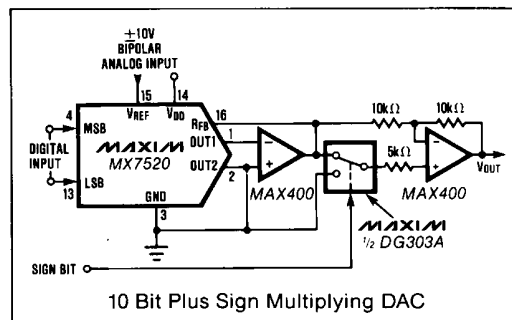 ±10V
BIPOLAR
ANALOG INPUT
15 14
VREF VDD
RFB 16
4 MSB
MAXIM
MX7520
OUT1 1
OUT2 2
DIGITAL
INPUT
13 LSB
GND
3
10kΩ 10kΩ
5kΩ
MAX400
MAX400
VOUT
MAXIM
1/2 DG303A
SIGN BIT
- +
- +
10 Bit Plus Sign Multiplying DAC